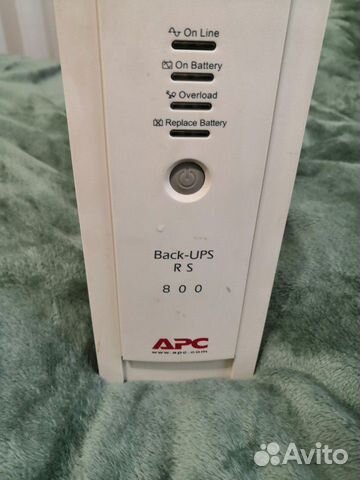 On Line
On Battery
Overload
Replace Battery
Back-UPS
RS
800
APC
www.apc.com
Avito